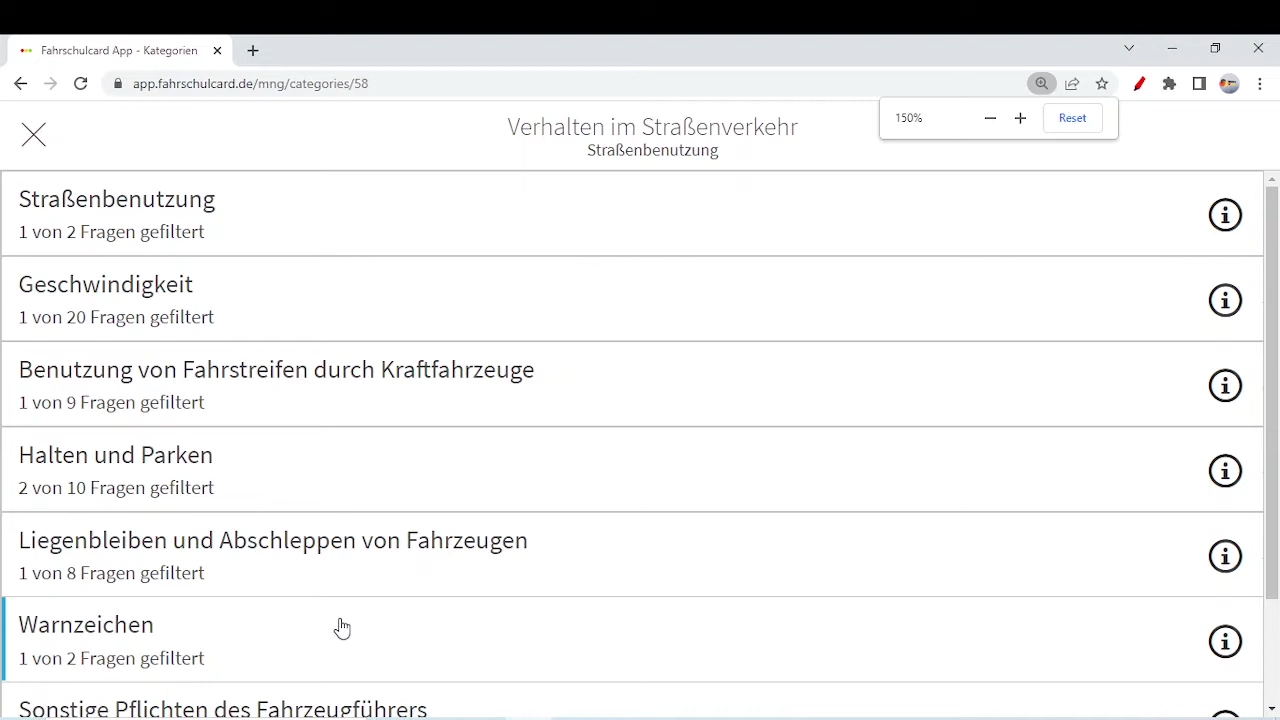 Fahrschulcard App - Kategorien
app.fahrschulcard.de/mng/categories/58
150%
Reset
Verhalten im Straßenverkehr
Straßenbenutzung
Straßenbenutzung
1 von 2 Fragen gefiltert
Geschwindigkeit
1 von 20 Fragen gefiltert
Benutzung von Fahrstreifen durch Kraftfahrzeuge
1 von 9 Fragen gefiltert
Halten und Parken
2 von 10 Fragen gefiltert
Liegenbleiben und Abschleppen von Fahrzeugen
1 von 8 Fragen gefiltert
Warnzeichen
1 von 2 Fragen gefiltert
Sonstige Pflichten des Fahrzeugführers